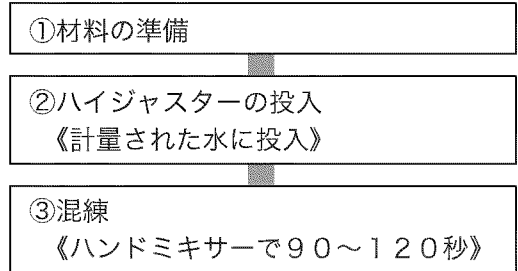 ①材料の準備
②ハイジャスターの投入
《計量された水に投入》
③混練
《ハンドミキサーで９０～１２０秒》